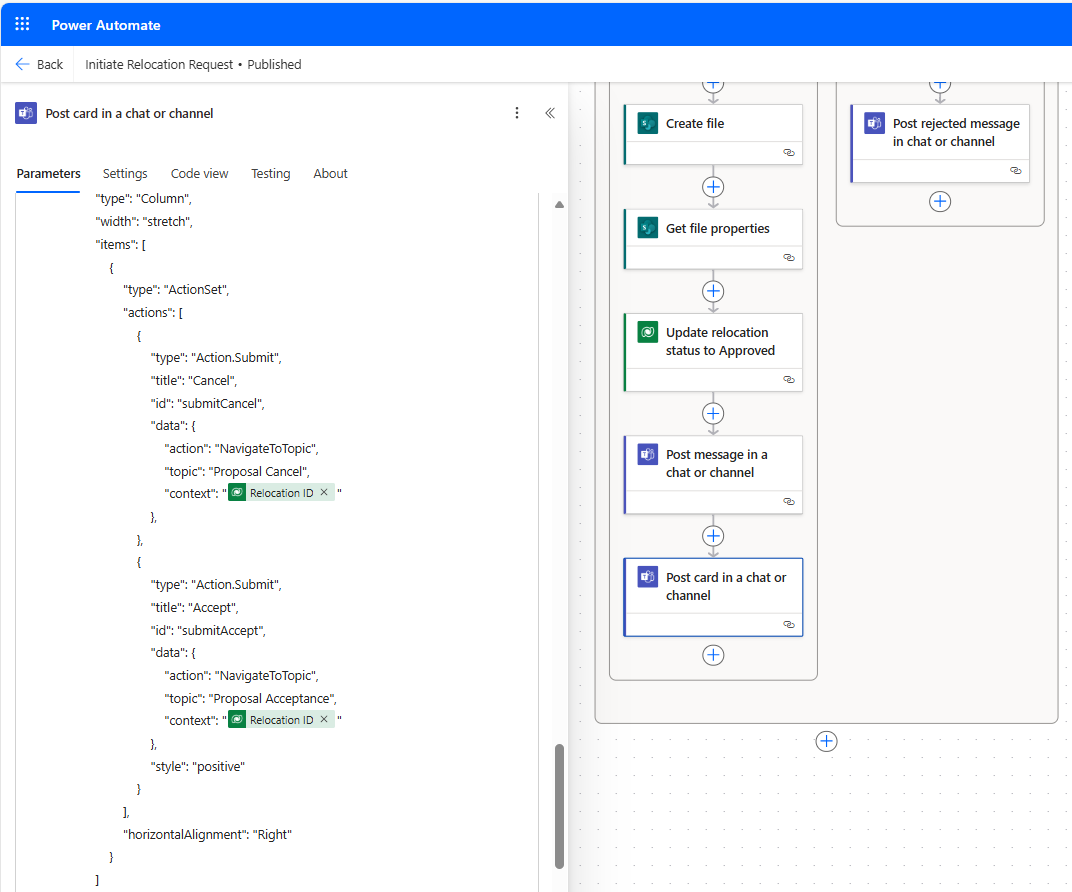 Power Automate
Back
Initiate Relocation Request • Published
Post card in a chat or channel
Parameters Settings Code view Testing About
"type": "Column",
"width": "stretch",
"items": [
{
"type": "ActionSet",
"actions": [
{
"type": "Action.Submit",
"title": "Cancel",
"id": "submitCancel",
"data": {
"action": "NavigateToTopic",
"topic": "Proposal Cancel",
"context": " Relocation ID × "
},
},
{
"type": "Action.Submit",
"title": "Accept",
"id": "submitAccept",
"data": {
"action": "NavigateToTopic",
"topic": "Proposal Acceptance",
"context": " Relocation ID × "
},
"style": "positive"
}
],
"horizontalAlignment": "Right"
}
]
Create file
Get file properties
Update relocation
status to Approved
Post message in a
chat or channel
Post card in a chat or
channel
Post rejected message
in chat or channel